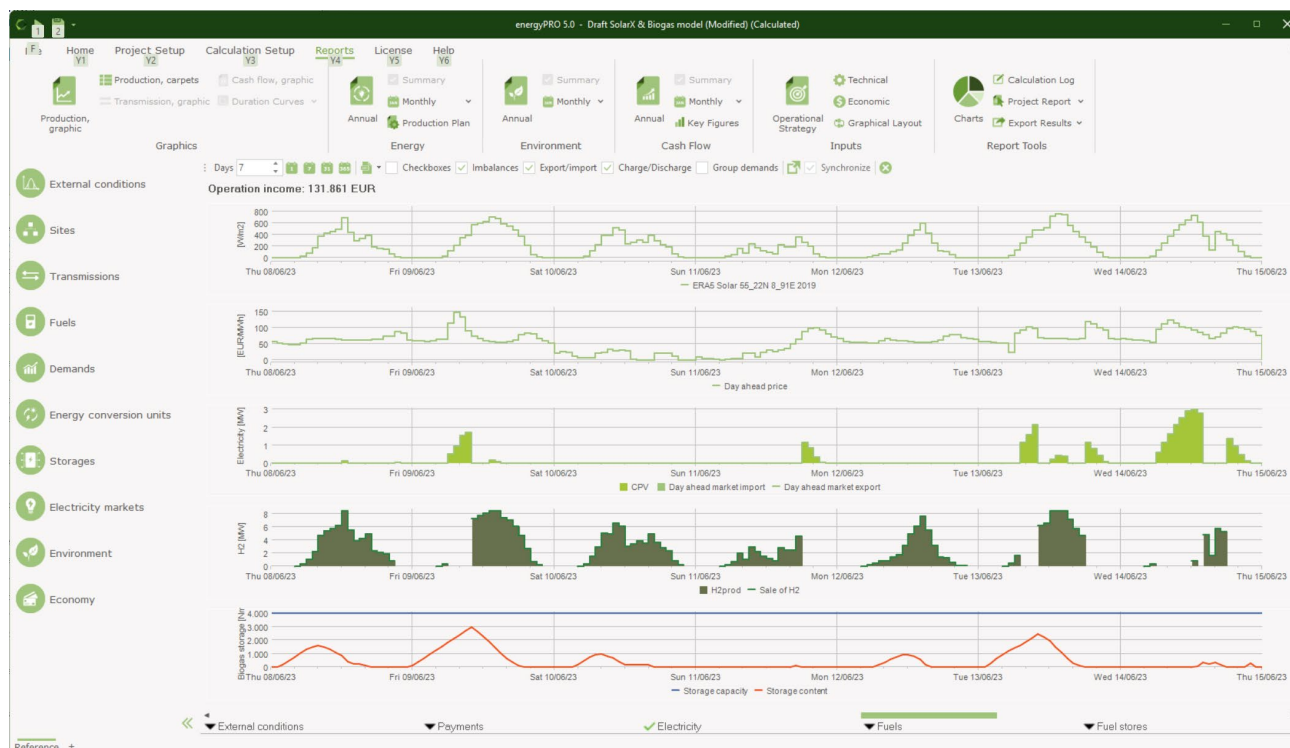 energyPRO 5.0 - Draft SolarX & Biogas model (Modified) (Calculated)
1 2
F Home Project Setup Calculation Setup Reports License Help
Y1 Y2 Y3 Y4 Y5 Y6
Production, graphic
Production, carpets
Transmission, graphic
Cash flow, graphic
Duration Curves
Graphics
Annual
Summary
Monthly
Production Plan
Energy
Annual
Summary
Monthly
Environment
Annual
Summary
Monthly
Key Figures
Cash Flow
Operational Strategy
Technical
Economic
Graphical Layout
Inputs
Charts
Calculation Log
Project Report
Export Results
Report Tools
External conditions
Sites
Transmissions
Fuels
Demands
Energy conversion units
Storages
Electricity markets
Environment
Economy
Days 7 1 7 31 365 Checkboxes Imbalances Export/import Charge/Discharge Group demands Synchronize
Operation income: 131.861 EUR
[W/m2]
800
600
400
200
0
Thu 08/06/23 Fri 09/06/23 Sat 10/06/23 Sun 11/06/23 Mon 12/06/23 Tue 13/06/23 Wed 14/06/23 Thu 15/06/23
ERA5 Solar 55_22N 8_91E 2019
[EUR/MWh]
150
100
50
0
Thu 08/06/23 Fri 09/06/23 Sat 10/06/23 Sun 11/06/23 Mon 12/06/23 Tue 13/06/23 Wed 14/06/23 Thu 15/06/23
Day ahead price
Electricity [MW]
3
2
1
0
Thu 08/06/23 Fri 09/06/23 Sat 10/06/23 Sun 11/06/23 Mon 12/06/23 Tue 13/06/23 Wed 14/06/23 Thu 15/06/23
CPV Day ahead market import Day ahead market export
H2 [MW]
8
6
4
2
0
Thu 08/06/23 Fri 09/06/23 Sat 10/06/23 Sun 11/06/23 Mon 12/06/23 Tue 13/06/23 Wed 14/06/23 Thu 15/06/23
H2prod Sale of H2
Biogas storage
4.000
3.000
2.000
1.000
0
Thu 08/06/23 Fri 09/06/23 Sat 10/06/23 Sun 11/06/23 Mon 12/06/23 Tue 13/06/23 Wed 14/06/23 Thu 15/06/23
Storage capacity Storage content
External conditions Payments Electricity Fuels Fuel stores
Reference +